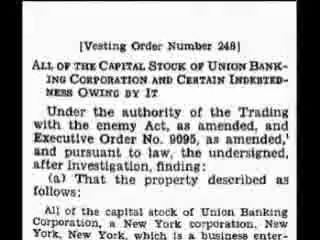 [Vesting Order Number 248]
ALL OF THE CAPITAL STOCK OF UNION BANK-
ING CORPORATION AND CERTAIN INDEBTED-
NESS OWING BY IT
Under the authority of the Trading
with the enemy Act, as amended, and
Executive Order No. 9095, as amended,¹
and pursuant to law, the undersigned,
after investigation, finding:
(a) That the property described as
follows:
All of the capital stock of Union Banking
Corporation, a New York corporation, New
York, New York, which is a business enter-